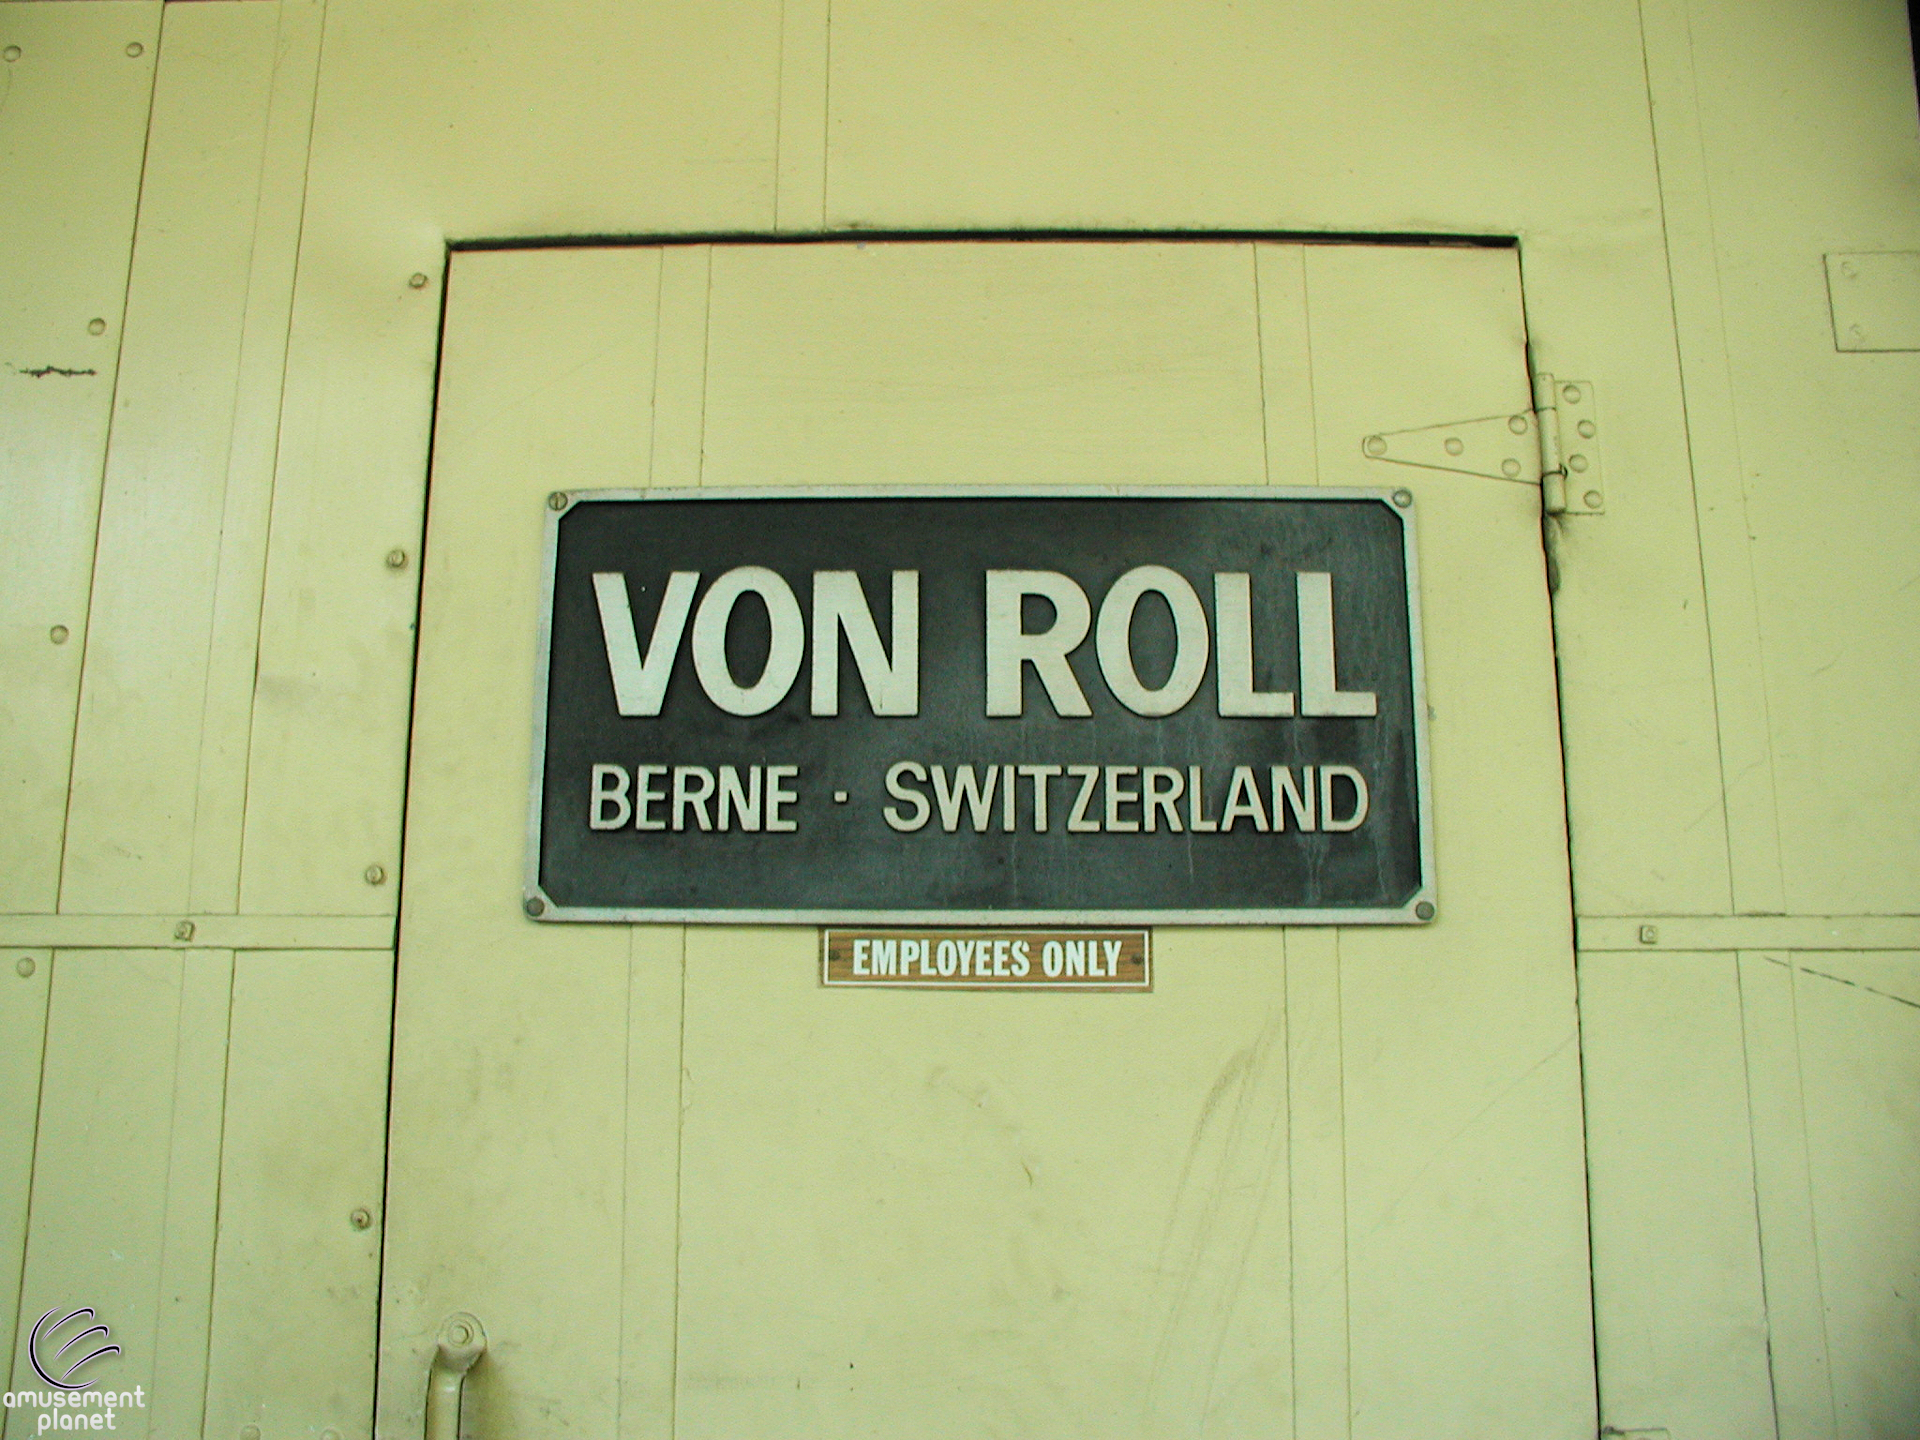 VON ROLL
BERNE · SWITZERLAND
EMPLOYEES ONLY
amusement
planet